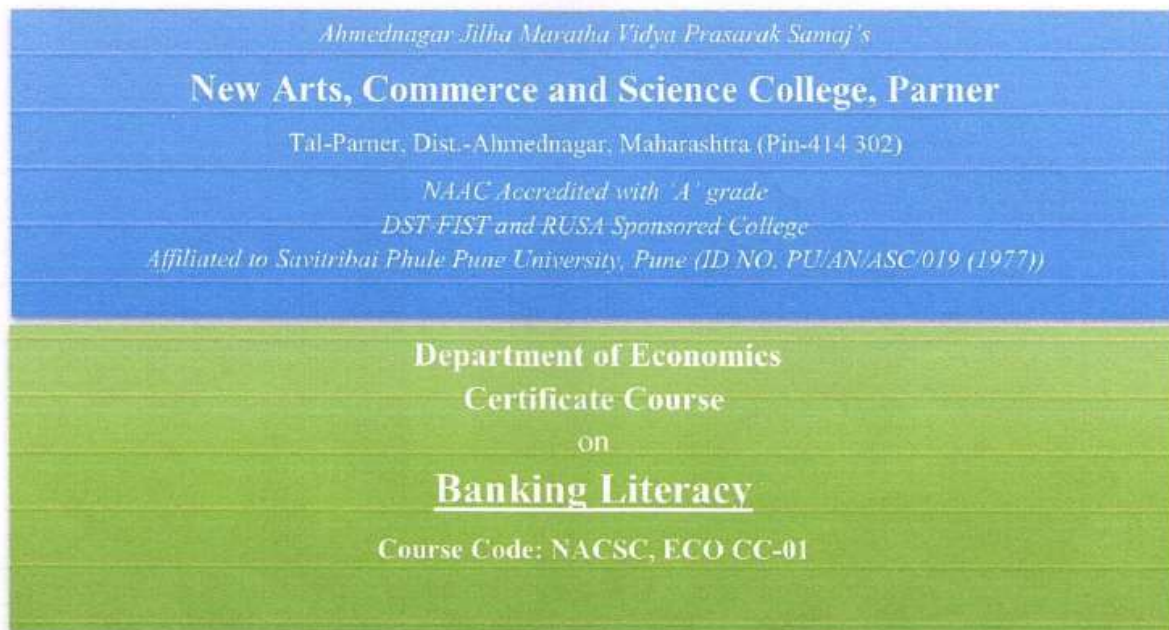 Ahmednagar Jilha Maratha Vidya Prasarak Samaj's
New Arts, Commerce and Science College, Parner
Tal-Parner, Dist.-Ahmednagar, Maharashtra (Pin-414 302)
NAAC Accredited with 'A' grade
DST-FIST and RUSA Sponsored College
Affiliated to Savitribai Phule Pune University, Pune (ID NO. PU/AN/ASC/019 (1977))
Department of Economics
Certificate Course
on
Banking Literacy
Course Code: NACSC, ECO CC-01